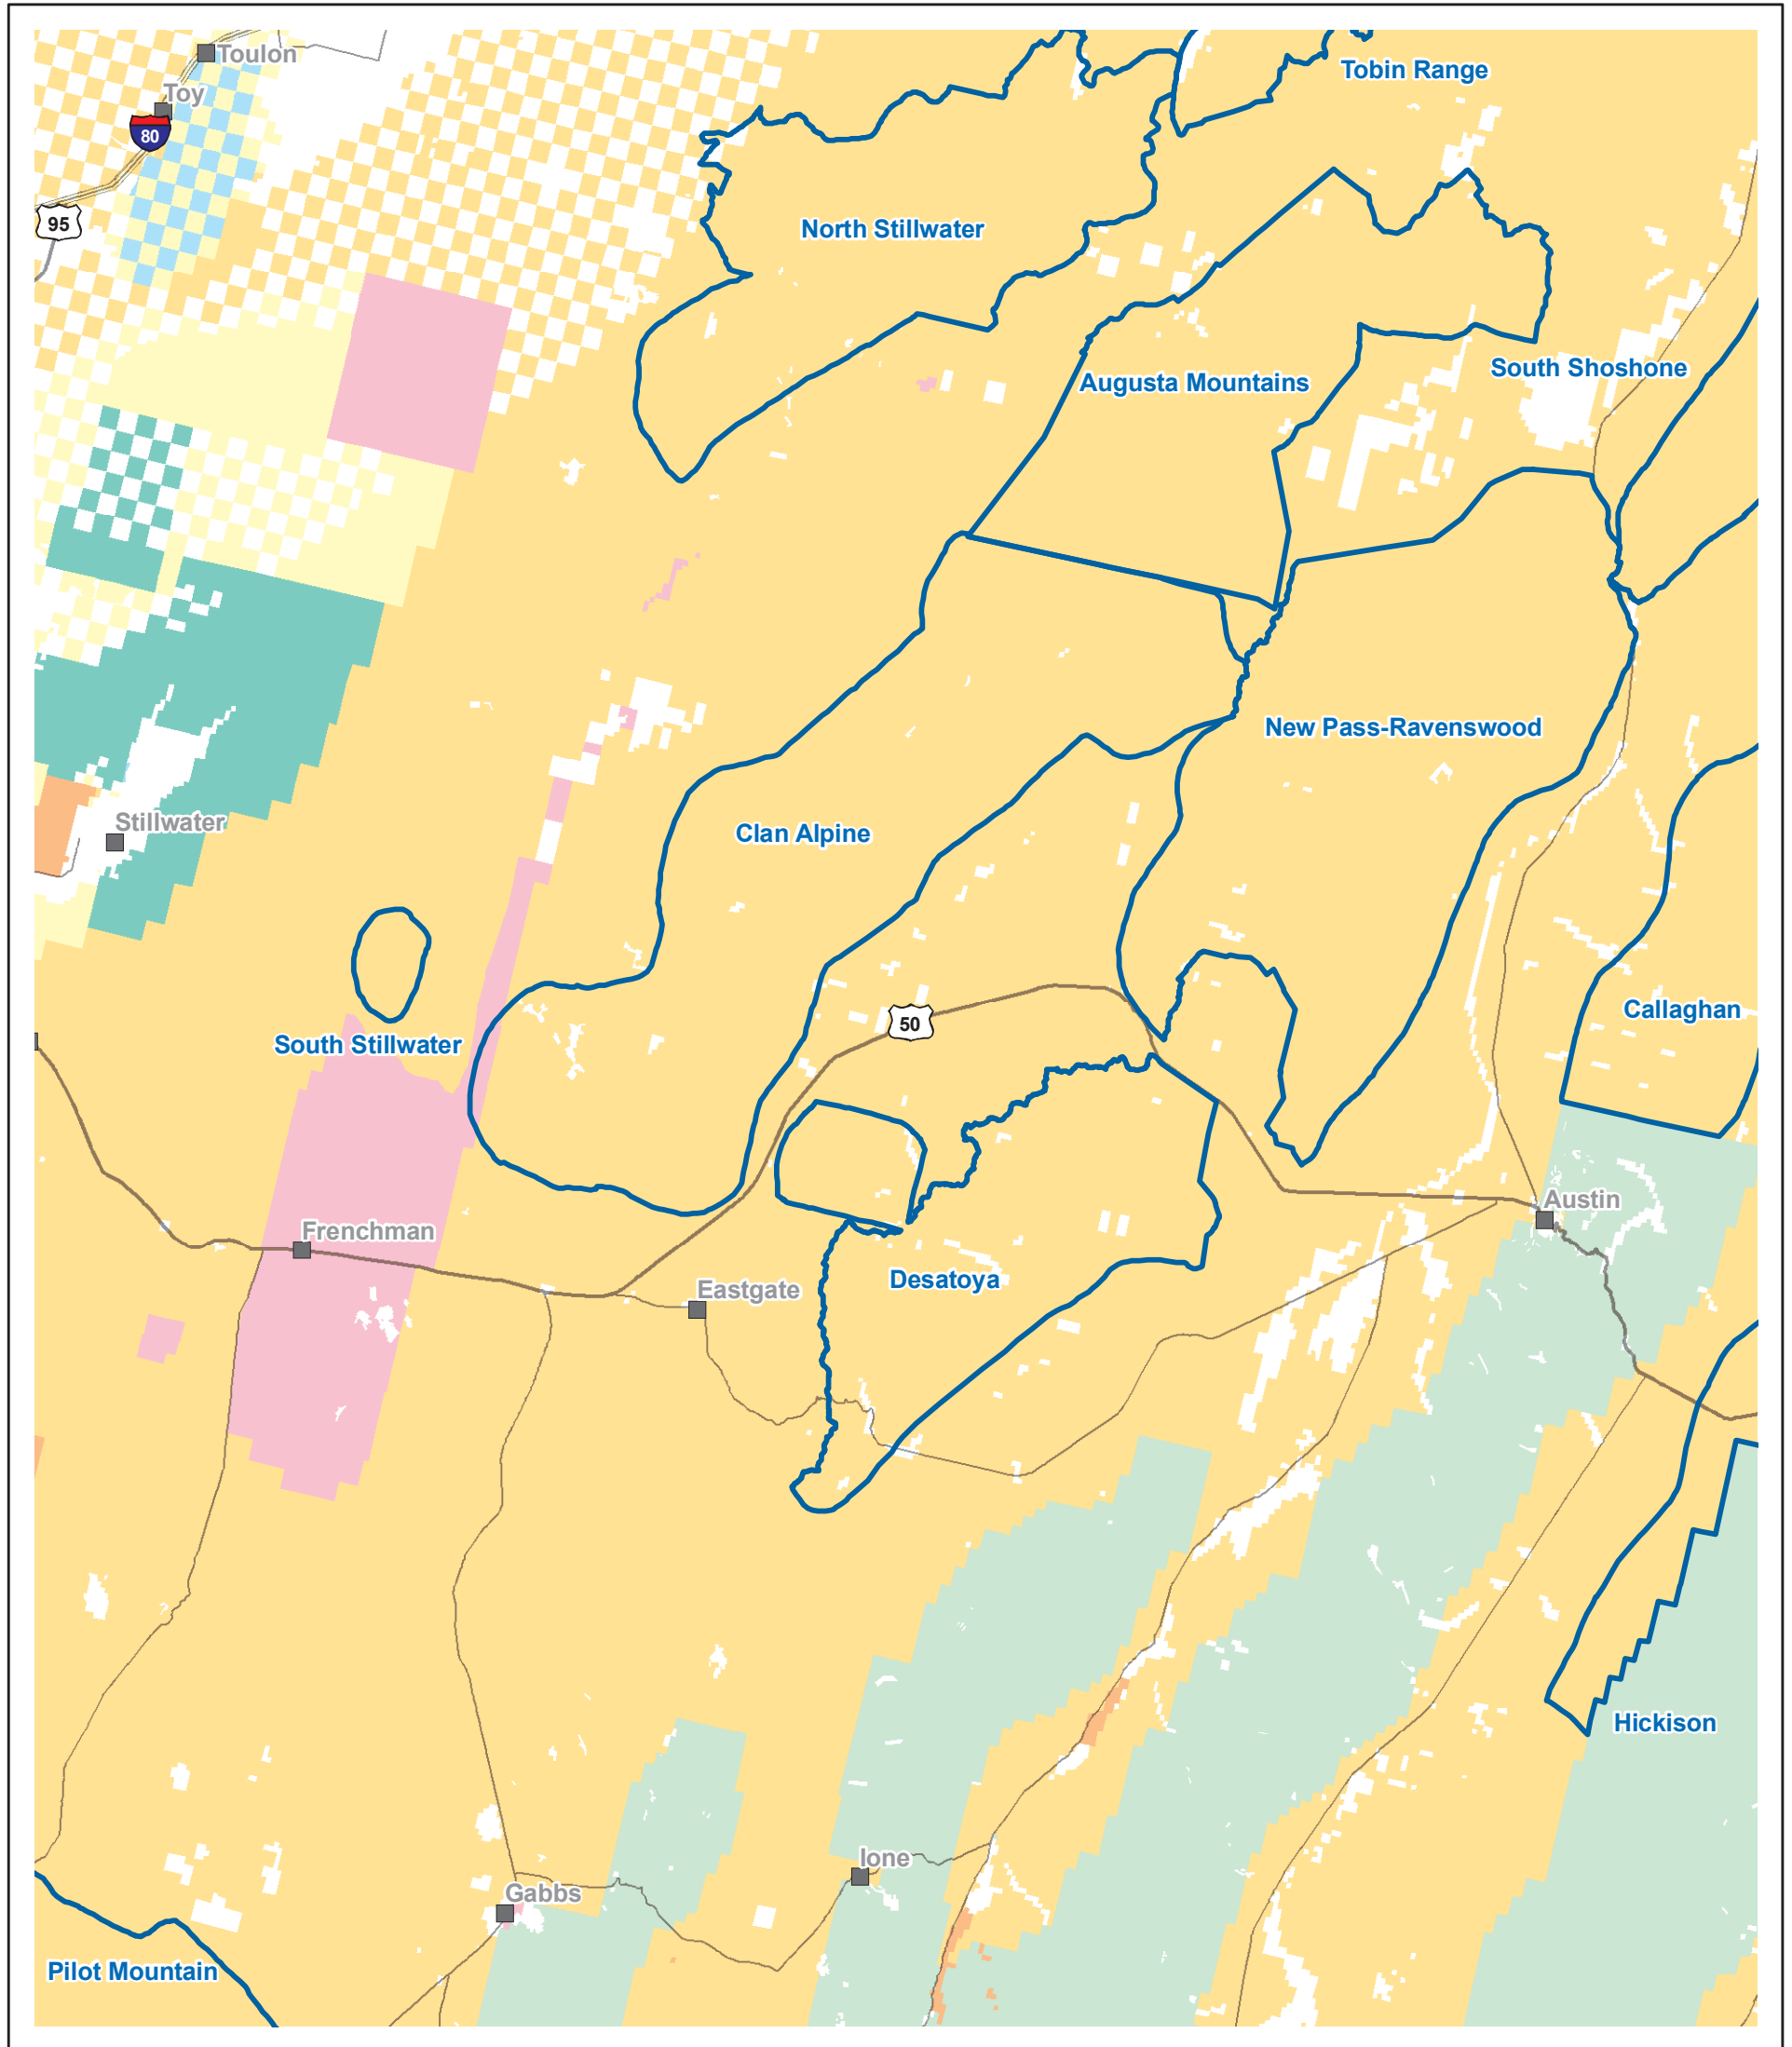 Toulon
Tobin Range
Toy
80
95
North Stillwater
South Shoshone
Augusta Mountains
New Pass-Ravenswood
Stillwater
Clan Alpine
Callaghan
50
South Stillwater
Austin
Frenchman
Desatoya
Eastgate
Hickison
Ione
Gabbs
Pilot Mountain